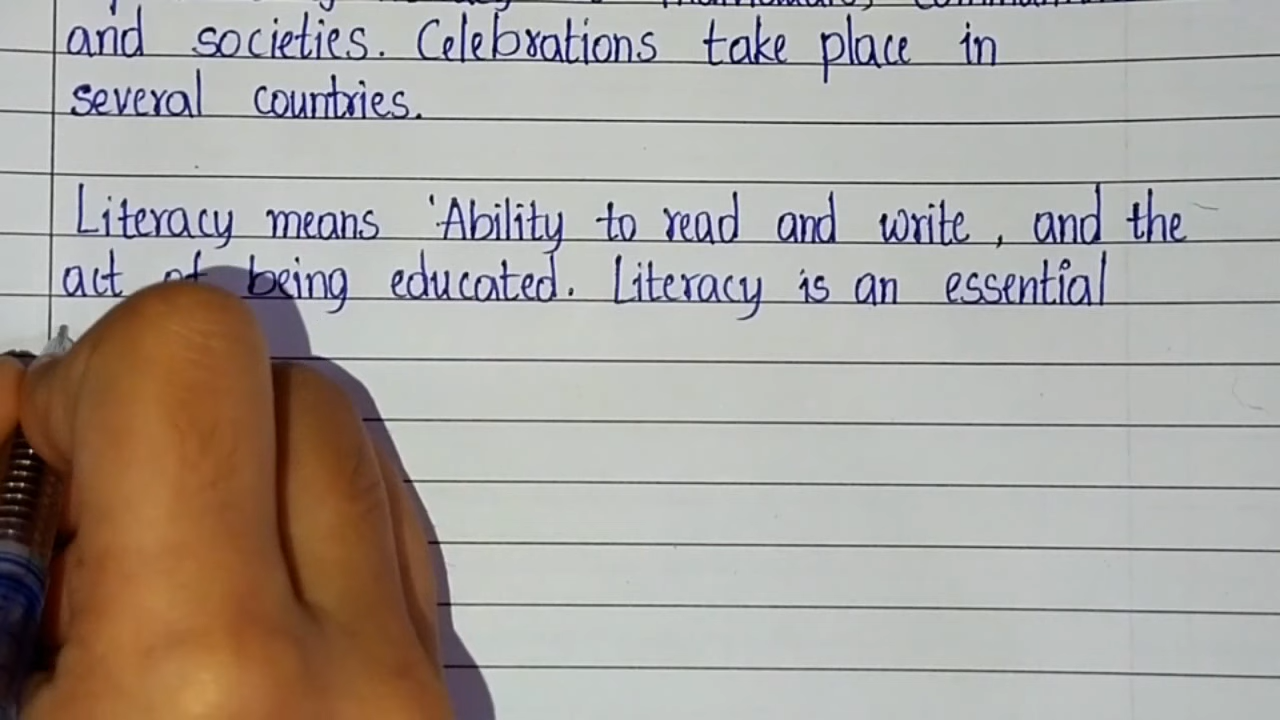 and societies. Celebrations take place in
several countries.
Literacy means 'Ability to read and write, and the
act of being educated. Literacy is an essential